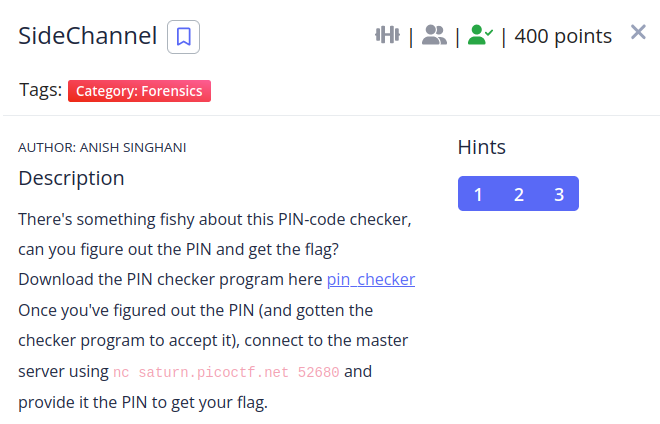 SideChannel
| | | 400 points
Tags: Category: Forensics
AUTHOR: ANISH SINGHANI
Description
There's something fishy about this PIN-code checker,
can you figure out the PIN and get the flag?
Download the PIN checker program here pin_checker
Once you've figured out the PIN (and gotten the
checker program to accept it), connect to the master
server using nc saturn.picoctf.net 52680 and
provide it the PIN to get your flag.
Hints
1 2 3